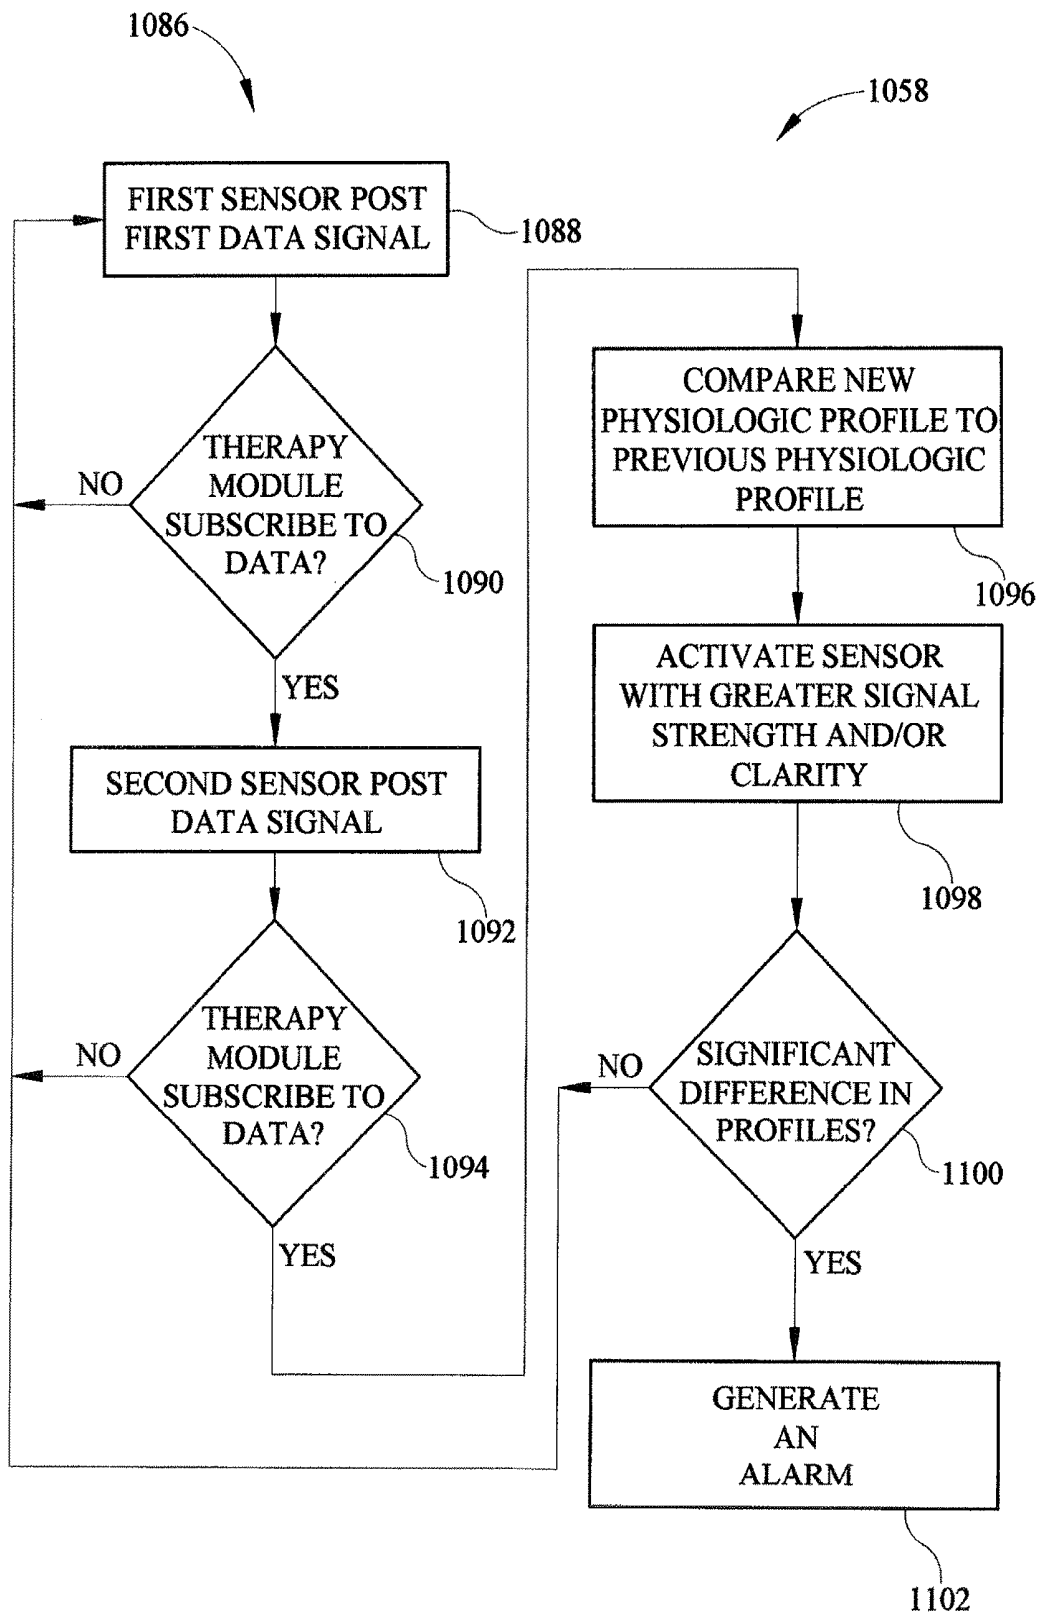 1086
1058
FIRST SENSOR POST
FIRST DATA SIGNAL
1088
THERAPY
MODULE
SUBSCRIBE TO
DATA?
NO
1090
YES
SECOND SENSOR POST
DATA SIGNAL
1092
THERAPY
MODULE
SUBSCRIBE TO
DATA?
NO
1094
YES
COMPARE NEW
PHYSIOLOGIC PROFILE TO
PREVIOUS PHYSIOLOGIC
PROFILE
1096
ACTIVATE SENSOR
WITH GREATER SIGNAL
STRENGTH AND/OR
CLARITY
1098
SIGNIFICANT
DIFFERENCE IN
PROFILES?
NO
1100
YES
GENERATE
AN
ALARM
1102